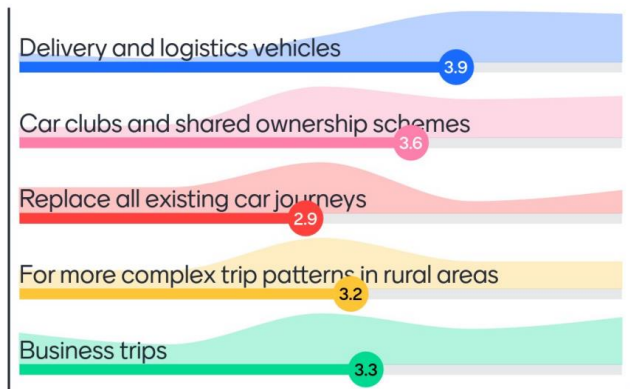 Delivery and logistics vehicles
3.9
Car clubs and shared ownership schemes
3.6
Replace all existing car journeys
2.9
For more complex trip patterns in rural areas
3.2
Business trips
3.3